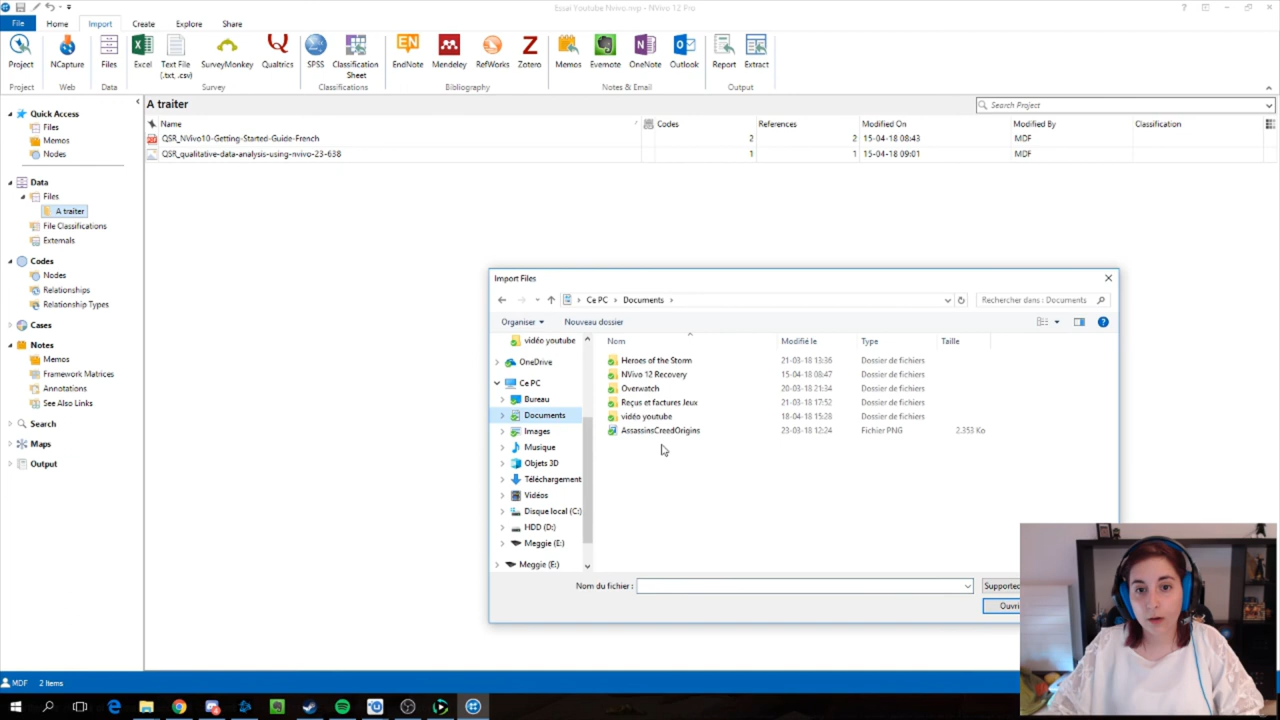 Essai Youtube Nvivo.nvp - NVivo 12 Pro
File Home Import Create Explore Share
Project NCapture Files Excel Text File SurveyMonkey Qualtrics SPSS Classification EndNote Mendeley RefWorks Zotero Memos Evernote OneNote Outlook Report Extract
(.txt, .csv) Sheet
Project Web Data Survey Classifications Bibliography Notes & Email Output
Quick Access
Files
Memos
Nodes
Data
Files
A traiter
File Classifications
Externals
Codes
Nodes
Relationships
Relationship Types
Cases
Notes
Memos
Framework Matrices
Annotations
See Also Links
Search
Maps
Output
A traiter
Search Project
Name Codes References Modified On Modified By Classification
QSR_NVivo10-Getting-Started-Guide-French 2 2 15-04-18 08:43 MDF
QSR_qualitative-data-analysis-using-nvivo-23-638 1 1 15-04-18 09:01 MDF
Import Files
Ce PC Documents
Rechercher dans : Documents
Organiser Nouveau dossier
vidéo youtube
OneDrive
Ce PC
Bureau
Documents
Images
Musique
Objets 3D
Téléchargement
Vidéos
Disque local (C:)
HDD (D:)
Meggie (E:)
Meggie (E:)
Nom Modifié le Type Taille
Heroes of the Storm 21-03-18 13:36 Dossier de fichiers
NVivo 12 Recovery 15-04-18 08:47 Dossier de fichiers
Overwatch 20-03-18 21:34 Dossier de fichiers
Reçus et factures Jeux 21-03-18 17:52 Dossier de fichiers
vidéo youtube 18-04-18 15:28 Dossier de fichiers
AssassinsCreedOrigins 23-03-18 12:24 Fichier PNG 2.353 Ko
Nom du fichier : Supported
Ouvri
MDF 2 Items